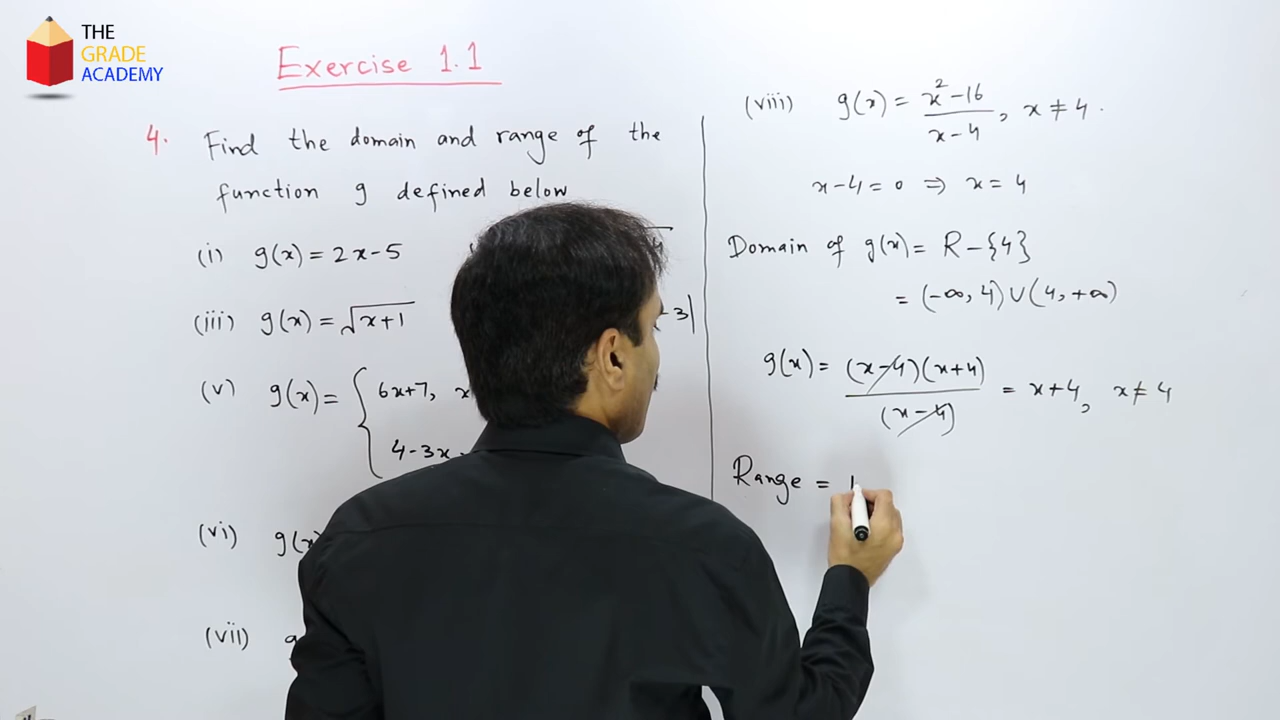 THE
GRADE
ACADEMY
Exercise 1.1
4. Find the domain and range of the
function g defined below
(i) g(x) = 2x-5
(iii) g(x) = √(x+1)
-3|
(v) g(x) = { 6x+7, x
4-3x
(vi) g(x)
(vii) g
(viii) g(x) = (x²-16)/(x-4), x ≠ 4.
x-4 = 0 ⇒ x = 4
Domain of g(x) = R - {4}
= (-∞, 4) ∪ (4, +∞)
g(x) = (x-4)(x+4)/(x-4) = x+4, x ≠ 4
Range =